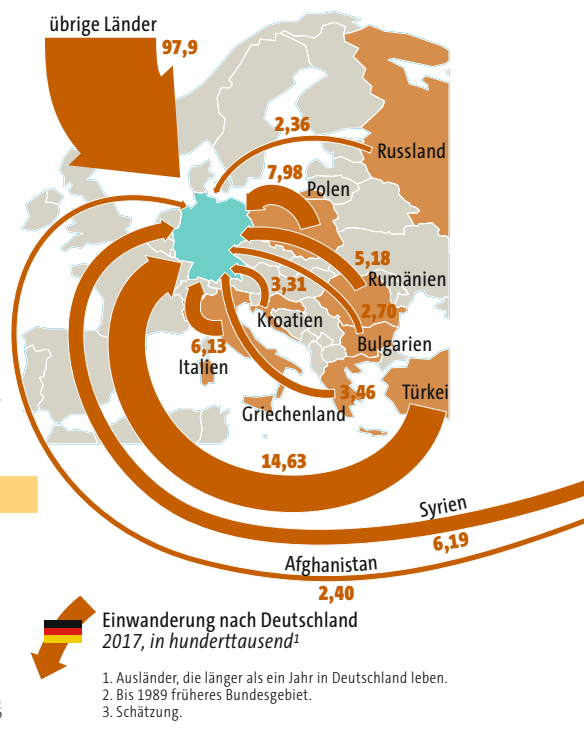 übrige Länder
97,9
2,36
Russland
7,98
Polen
5,18
Rumänien
3,31
Kroatien
2,70
Bulgarien
6,13
Italien
3,46
Griechenland
Türkei
14,63
Syrien
6,19
Afghanistan
2,40
Einwanderung nach Deutschland
2017, in hunderttausend¹
1. Ausländer, die länger als ein Jahr in Deutschland leben.
2. Bis 1989 früheres Bundesgebiet.
3. Schätzung.